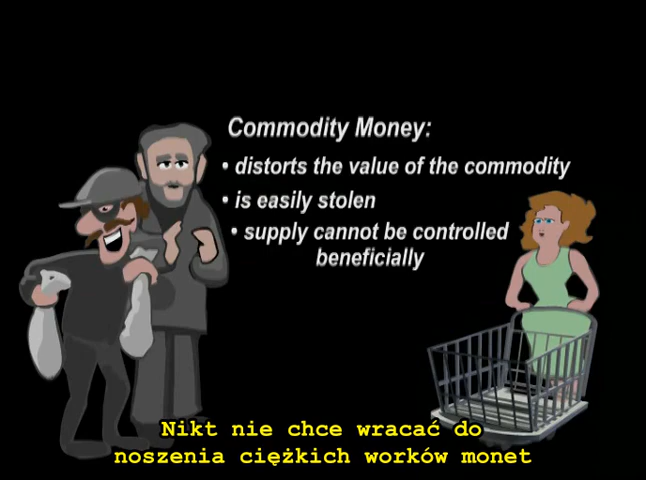 Commodity Money:
• distorts the value of the commodity
• is easily stolen
• supply cannot be controlled
beneficially
Nikt nie chce wracać do
noszenia ciężkich worków monet